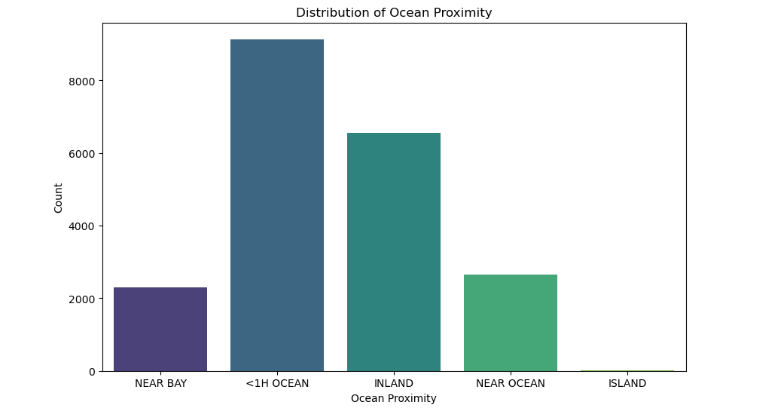 Distribution of Ocean Proximity
8000
6000
4000
2000
0
Count
NEAR BAY
<1H OCEAN
INLAND
NEAR OCEAN
ISLAND
Ocean Proximity